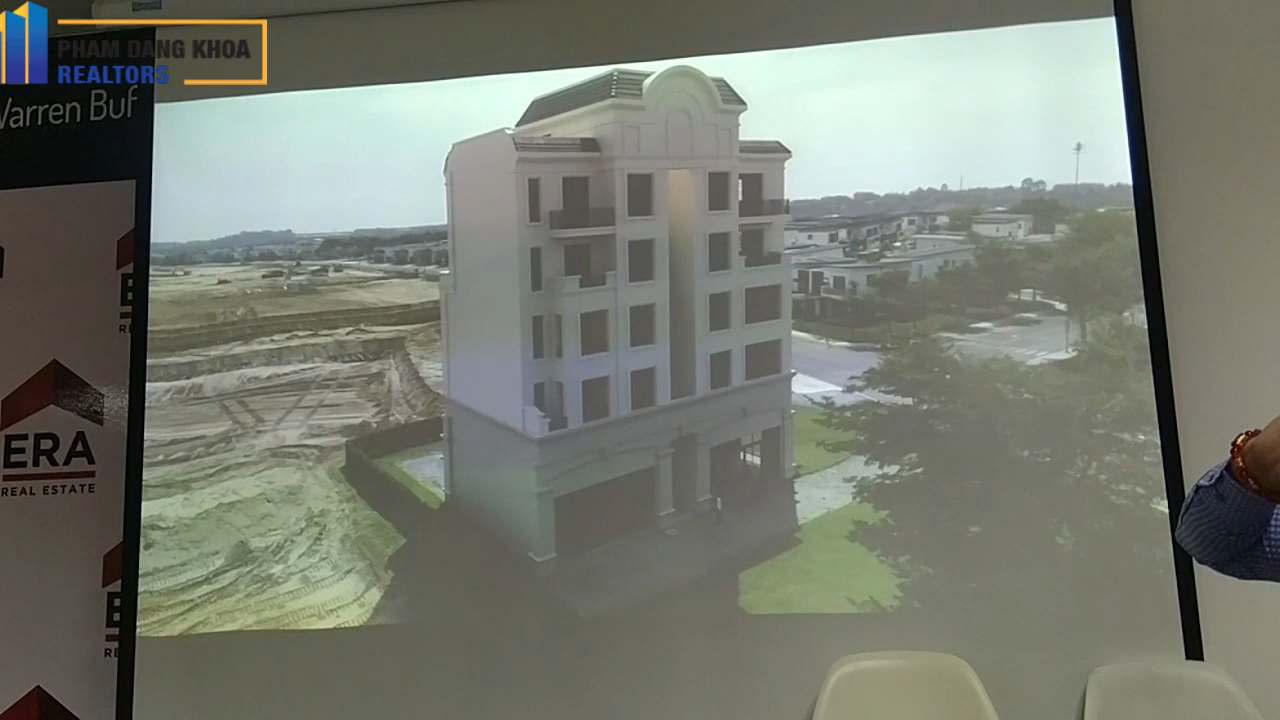 PHAM DANG KHOA
REALTORS
Warren Buf
ERA
REAL ESTATE